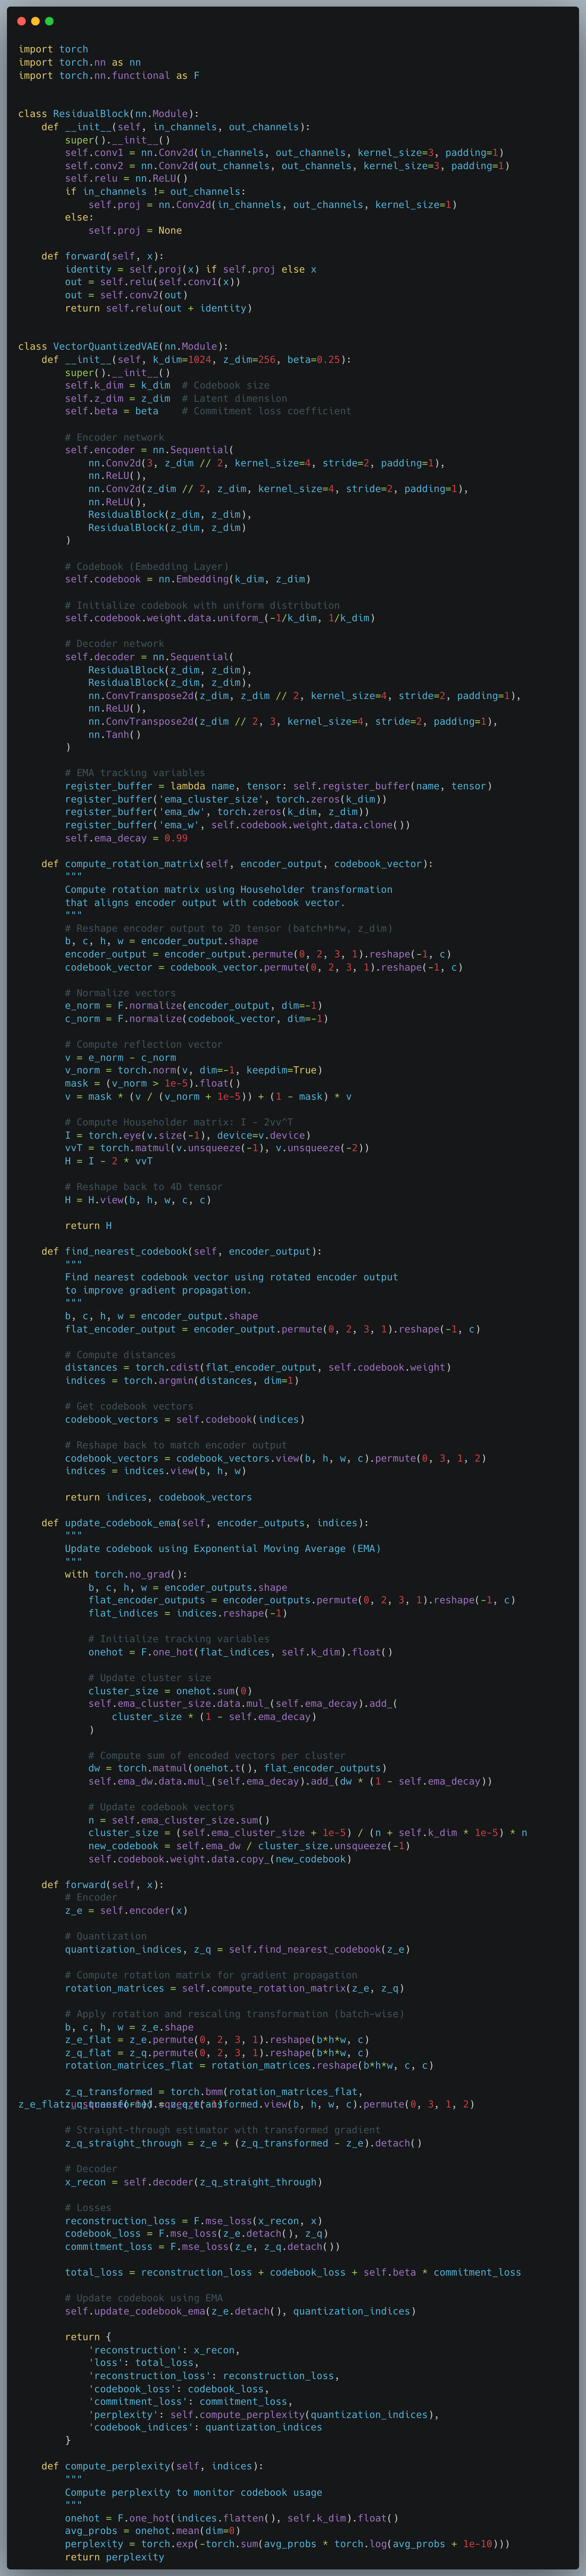 import torch
import torch.nn as nn
import torch.nn.functional as F
class ResidualBlock(nn.Module):
    def __init__(self, in_channels, out_channels):
        super().__init__()
        self.conv1 = nn.Conv2d(in_channels, out_channels, kernel_size=3, padding=1)
        self.conv2 = nn.Conv2d(out_channels, out_channels, kernel_size=3, padding=1)
        self.relu = nn.ReLU()
        if in_channels != out_channels:
            self.proj = nn.Conv2d(in_channels, out_channels, kernel_size=1)
        else:
            self.proj = None
    def forward(self, x):
        identity = self.proj(x) if self.proj else x
        out = self.relu(self.conv1(x))
        out = self.conv2(out)
        return self.relu(out + identity)
class VectorQuantizedVAE(nn.Module):
    def __init__(self, k_dim=1024, z_dim=256, beta=0.25):
        super().__init__()
        self.k_dim = k_dim  # Codebook size
        self.z_dim = z_dim  # Latent dimension
        self.beta = beta    # Commitment loss coefficient
        # Encoder network
        self.encoder = nn.Sequential(
            nn.Conv2d(3, z_dim // 2, kernel_size=4, stride=2, padding=1),
            nn.ReLU(),
            nn.Conv2d(z_dim // 2, z_dim, kernel_size=4, stride=2, padding=1),
            nn.ReLU(),
            ResidualBlock(z_dim, z_dim),
            ResidualBlock(z_dim, z_dim)
        )
        # Codebook (Embedding Layer)
        self.codebook = nn.Embedding(k_dim, z_dim)
        # Initialize codebook with uniform distribution
        self.codebook.weight.data.uniform_(-1/k_dim, 1/k_dim)
        # Decoder network
        self.decoder = nn.Sequential(
            ResidualBlock(z_dim, z_dim),
            ResidualBlock(z_dim, z_dim),
            nn.ConvTranspose2d(z_dim, z_dim // 2, kernel_size=4, stride=2, padding=1),
            nn.ReLU(),
            nn.ConvTranspose2d(z_dim // 2, 3, kernel_size=4, stride=2, padding=1),
            nn.Tanh()
        )
        # EMA tracking variables
        register_buffer = lambda name, tensor: self.register_buffer(name, tensor)
        register_buffer('ema_cluster_size', torch.zeros(k_dim))
        register_buffer('ema_dw', torch.zeros(k_dim, z_dim))
        register_buffer('ema_w', self.codebook.weight.data.clone())
        self.ema_decay = 0.99
    def compute_rotation_matrix(self, encoder_output, codebook_vector):
        """
        Compute rotation matrix using Householder transformation
        that aligns encoder output with codebook vector.
        """
        # Reshape encoder output to 2D tensor (batch*h*w, z_dim)
        b, c, h, w = encoder_output.shape
        encoder_output = encoder_output.permute(0, 2, 3, 1).reshape(-1, c)
        codebook_vector = codebook_vector.permute(0, 2, 3, 1).reshape(-1, c)
        # Normalize vectors
        e_norm = F.normalize(encoder_output, dim=-1)
        c_norm = F.normalize(codebook_vector, dim=-1)
        # Compute reflection vector
        v = e_norm - c_norm
        v_norm = torch.norm(v, dim=-1, keepdim=True)
        mask = (v_norm > 1e-5).float()
        v = mask * (v / (v_norm + 1e-5)) + (1 - mask) * v
        # Compute Householder matrix: I - 2vv^T
        I = torch.eye(v.size(-1), device=v.device)
        vvT = torch.matmul(v.unsqueeze(-1), v.unsqueeze(-2))
        H = I - 2 * vvT
        # Reshape back to 4D tensor
        H = H.view(b, h, w, c, c)
        return H
    def find_nearest_codebook(self, encoder_output):
        """
        Find nearest codebook vector using rotated encoder output
        to improve gradient propagation.
        """
        b, c, h, w = encoder_output.shape
        flat_encoder_output = encoder_output.permute(0, 2, 3, 1).reshape(-1, c)
        # Compute distances
        distances = torch.cdist(flat_encoder_output, self.codebook.weight)
        indices = torch.argmin(distances, dim=1)
        # Get codebook vectors
        codebook_vectors = self.codebook(indices)
        # Reshape back to match encoder output
        codebook_vectors = codebook_vectors.view(b, h, w, c).permute(0, 3, 1, 2)
        indices = indices.view(b, h, w)
        return indices, codebook_vectors
    def update_codebook_ema(self, encoder_outputs, indices):
        """
        Update codebook using Exponential Moving Average (EMA)
        """
        with torch.no_grad():
            b, c, h, w = encoder_outputs.shape
            flat_encoder_outputs = encoder_outputs.permute(0, 2, 3, 1).reshape(-1, c)
            flat_indices = indices.reshape(-1)
            # Initialize tracking variables
            onehot = F.one_hot(flat_indices, self.k_dim).float()
            # Update cluster size
            cluster_size = onehot.sum(0)
            self.ema_cluster_size.data.mul_(self.ema_decay).add_(
                cluster_size * (1 - self.ema_decay)
            )
            # Compute sum of encoded vectors per cluster
            dw = torch.matmul(onehot.t(), flat_encoder_outputs)
            self.ema_dw.data.mul_(self.ema_decay).add_(dw * (1 - self.ema_decay))
            # Update codebook vectors
            n = self.ema_cluster_size.sum()
            cluster_size = (self.ema_cluster_size + 1e-5) / (n + self.k_dim * 1e-5) * n
            new_codebook = self.ema_dw / cluster_size.unsqueeze(-1)
            self.codebook.weight.data.copy_(new_codebook)
    def forward(self, x):
        # Encoder
        z_e = self.encoder(x)
        # Quantization
        quantization_indices, z_q = self.find_nearest_codebook(z_e)
        # Compute rotation matrix for gradient propagation
        rotation_matrices = self.compute_rotation_matrix(z_e, z_q)
        # Apply rotation and rescaling transformation (batch-wise)
        b, c, h, w = z_e.shape
        z_e_flat = z_e.permute(0, 2, 3, 1).reshape(b*h*w, c)
        z_q_flat = z_q.permute(0, 2, 3, 1).reshape(b*h*w, c)
        rotation_matrices_flat = rotation_matrices.reshape(b*h*w, c, c)
        z_q_transformed = torch.bmm(rotation_matrices_flat,
z_e_flat .view(b, h, w, c).permute(0, 3, 1, 2)
        # Straight-through estimator with transformed gradient
        z_q_straight_through = z_e + (z_q_transformed - z_e).detach()
        # Decoder
        x_recon = self.decoder(z_q_straight_through)
        # Losses
        reconstruction_loss = F.mse_loss(x_recon, x)
        codebook_loss = F.mse_loss(z_e.detach(), z_q)
        commitment_loss = F.mse_loss(z_e, z_q.detach())
        total_loss = reconstruction_loss + codebook_loss + self.beta * commitment_loss
        # Update codebook using EMA
        self.update_codebook_ema(z_e.detach(), quantization_indices)
        return {
            'reconstruction': x_recon,
            'loss': total_loss,
            'reconstruction_loss': reconstruction_loss,
            'codebook_loss': codebook_loss,
            'commitment_loss': commitment_loss,
            'perplexity': self.compute_perplexity(quantization_indices),
            'codebook_indices': quantization_indices
        }
    def compute_perplexity(self, indices):
        """
        Compute perplexity to monitor codebook usage
        """
        onehot = F.one_hot(indices.flatten(), self.k_dim).float()
        avg_probs = onehot.mean(dim=0)
        perplexity = torch.exp(-torch.sum(avg_probs * torch.log(avg_probs + 1e-10)))
        return perplexity